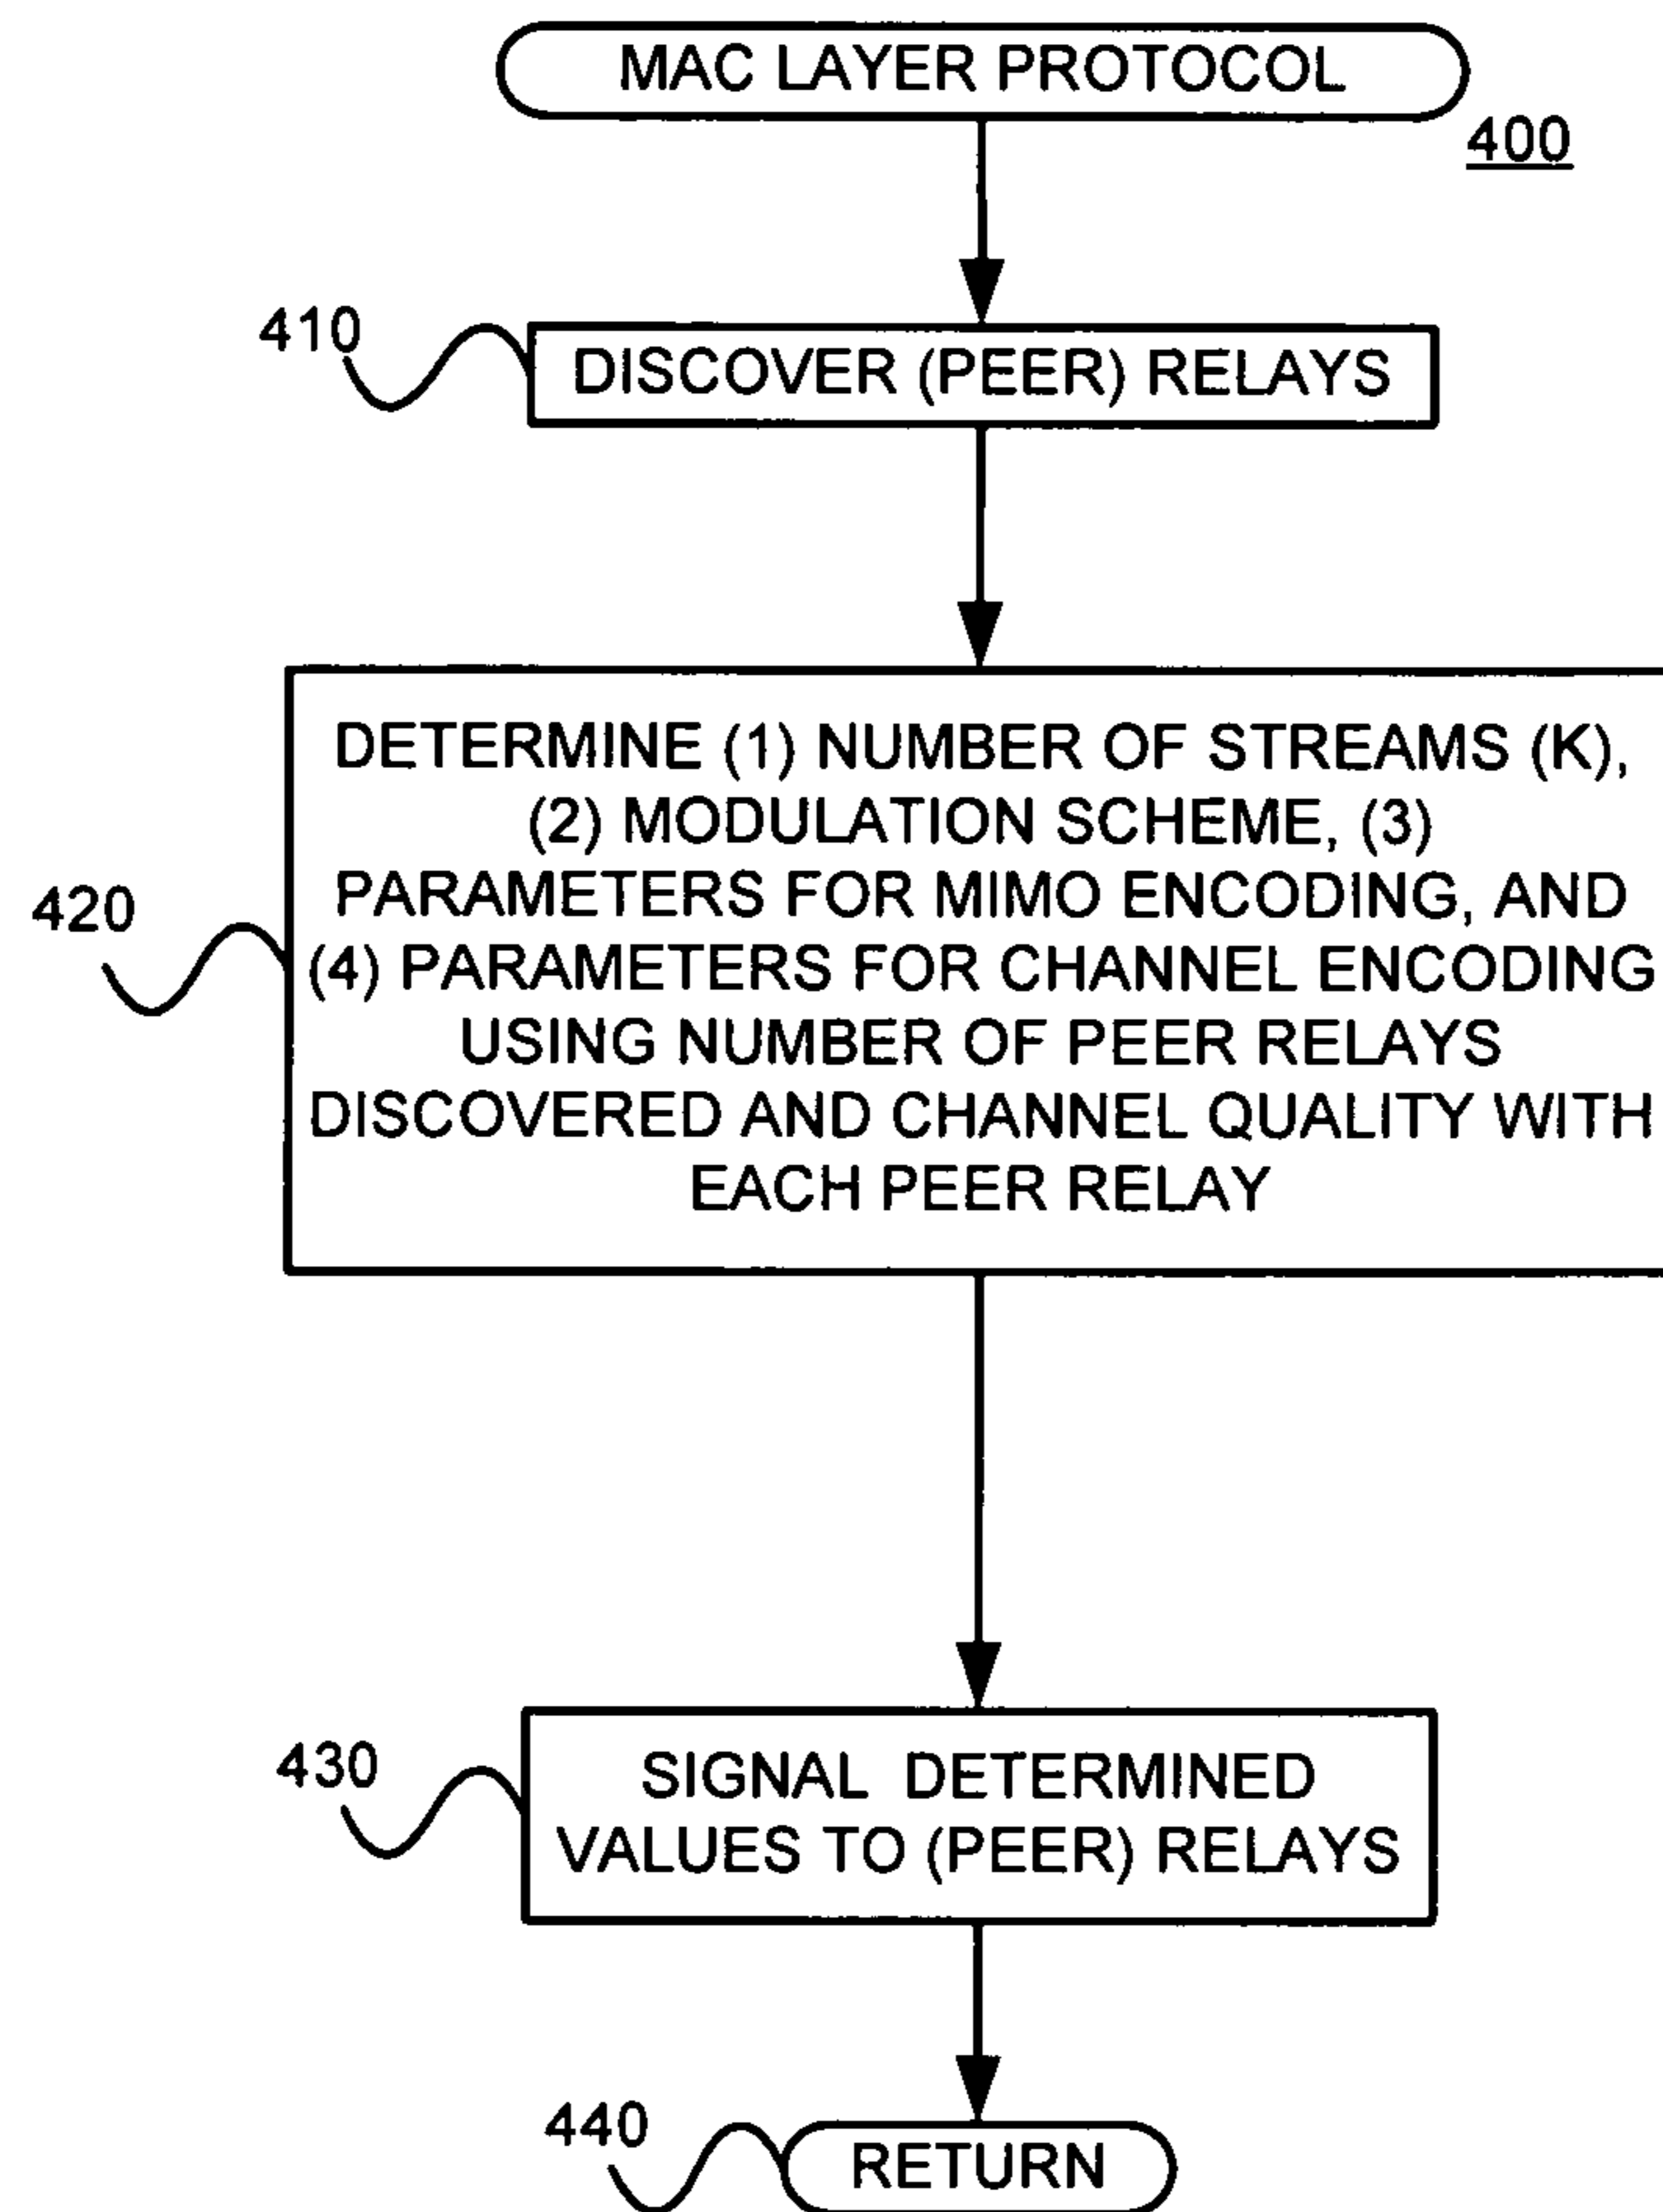 MAC LAYER PROTOCOL
400
410
DISCOVER (PEER) RELAYS
DETERMINE (1) NUMBER OF STREAMS (K),
(2) MODULATION SCHEME, (3)
PARAMETERS FOR MIMO ENCODING, AND
(4) PARAMETERS FOR CHANNEL ENCODING
USING NUMBER OF PEER RELAYS
DISCOVERED AND CHANNEL QUALITY WITH
EACH PEER RELAY
420
430
SIGNAL DETERMINED
VALUES TO (PEER) RELAYS
440
RETURN